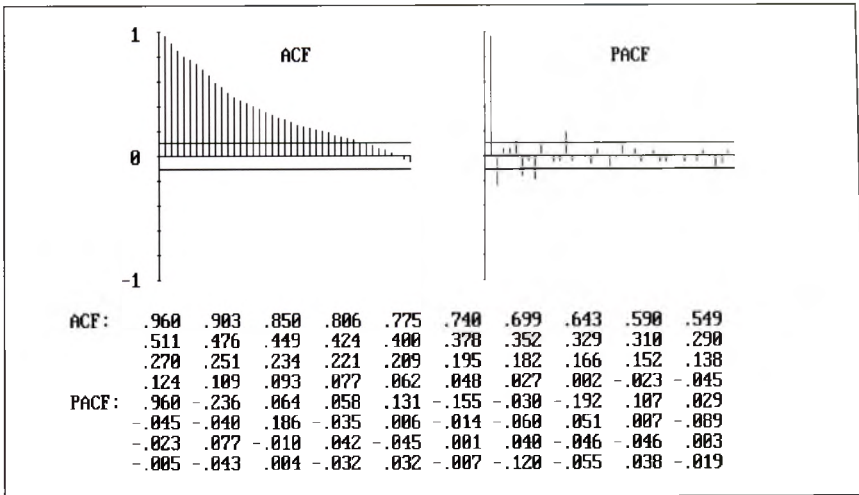 1
ACF
PACF
0
-1
ACF: .960 .903 .850 .806 .775 .740 .699 .643 .590 .549
.511 .476 .449 .424 .400 .378 .352 .329 .310 .290
.270 .251 .234 .221 .209 .195 .182 .166 .152 .138
.124 .109 .093 .077 .062 .048 .027 .002 -.023 -.045
PACF: .960 -.236 .064 .058 .131 -.155 -.030 -.192 .107 .029
-.045 -.040 .186 -.035 .006 -.014 -.060 .051 .007 -.089
-.023 .077 -.010 .042 -.045 .001 .040 -.046 -.046 .003
-.005 -.043 .004 -.032 .032 -.007 -.120 -.055 .038 -.019